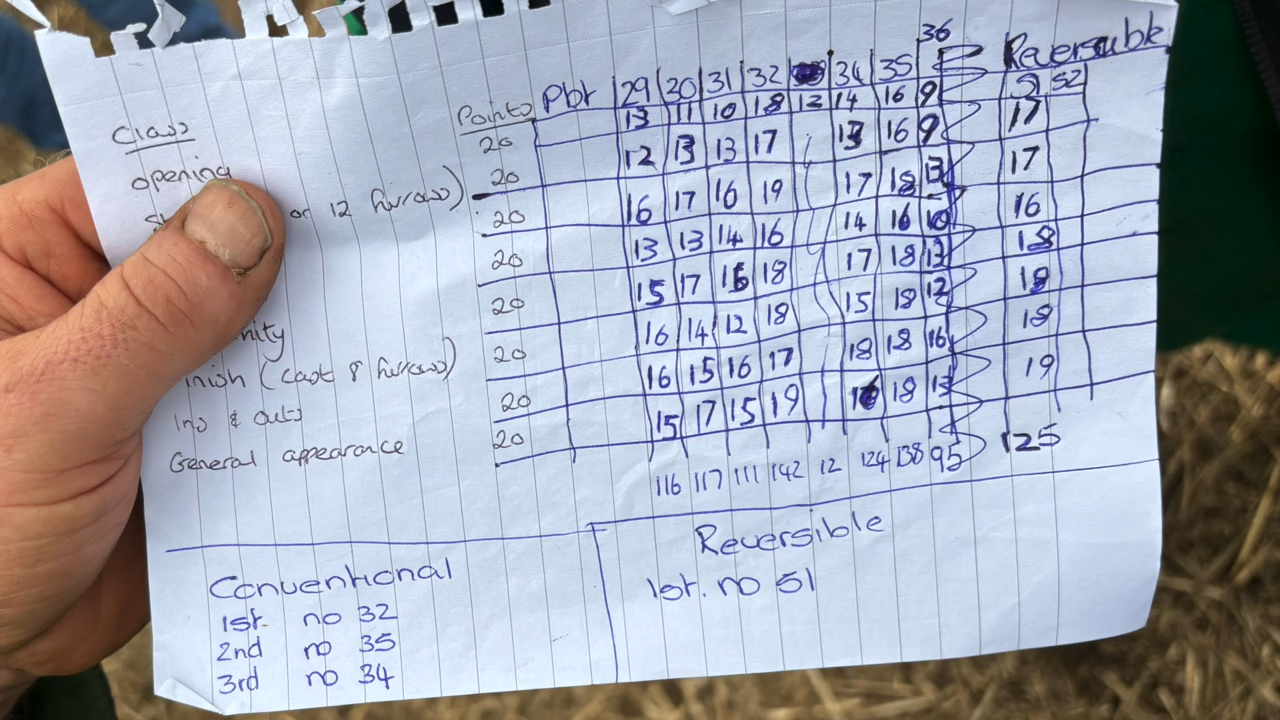 36 Reversible
Points Pbr 29 30 31 32 34 35 52
Class 13 11 10 18 12 14 16 9 17
20
opening 12 13 13 17 13 16 9 17
20
or 12 furrows) 16 17 16 19 17 18 13 16
20
13 13 14 16 14 16 10 18
20
15 17 16 18 17 18 13 18
20
nity 16 14 12 18 15 18 12 18
20
inish (last 8 furrows) 16 15 16 17 18 18 16 19
20
Ins & outs 15 17 15 19 16 18 13
20
General appearance
116 117 111 142 12 124 138 95 125
Conventional
1st. no 32
2nd no 35
3rd no 34
Reversible
1st. no 51